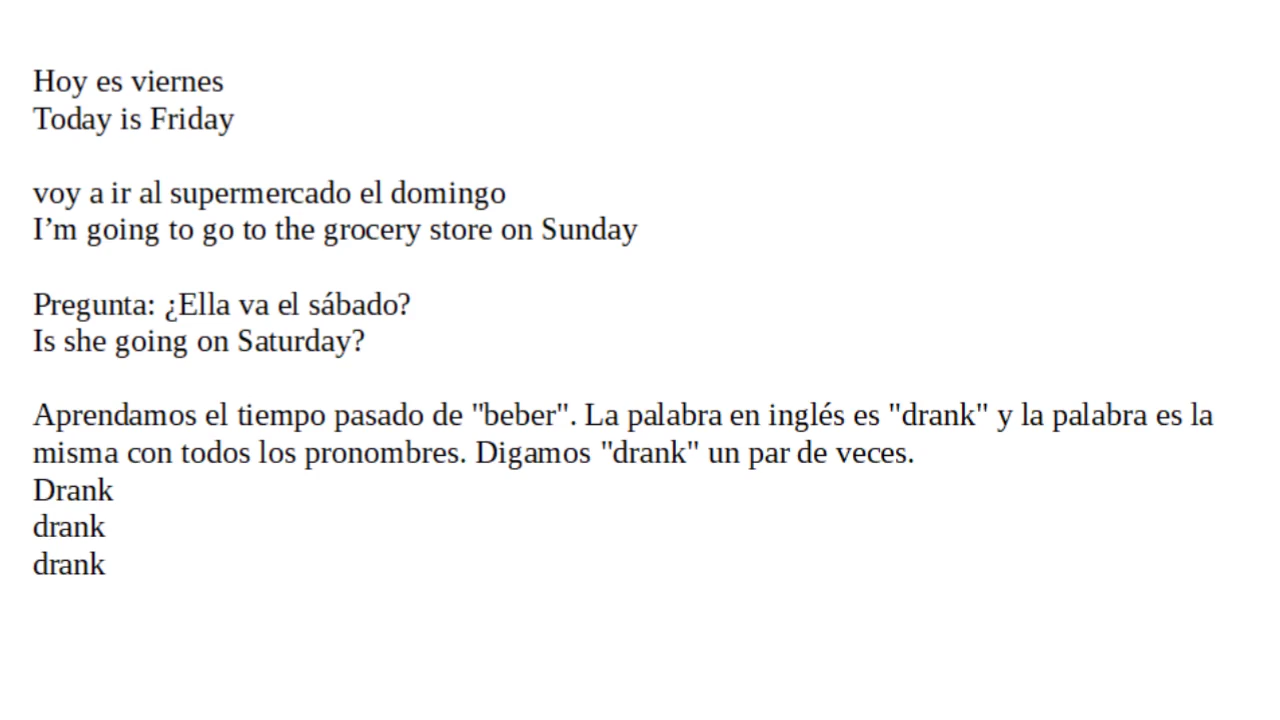 Hoy es viernes
Today is Friday
voy a ir al supermercado el domingo
I’m going to go to the grocery store on Sunday
Pregunta: ¿Ella va el sábado?
Is she going on Saturday?
Aprendamos el tiempo pasado de "beber". La palabra en inglés es "drank" y la palabra es la
misma con todos los pronombres. Digamos "drank" un par de veces.
Drank
drank
drank